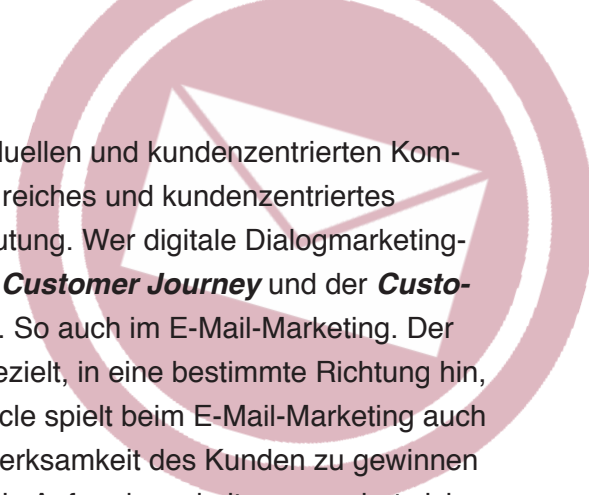 duellen und kundenzentrierten Kom-
reiches und kundenzentriertes
utung. Wer digitale Dialogmarketing-
Customer Journey und der Custo-
. So auch im E-Mail-Marketing. Der
ezielt, in eine bestimmte Richtung hin,
cle spielt beim E-Mail-Marketing auch
erksamkeit des Kunden zu gewinnen